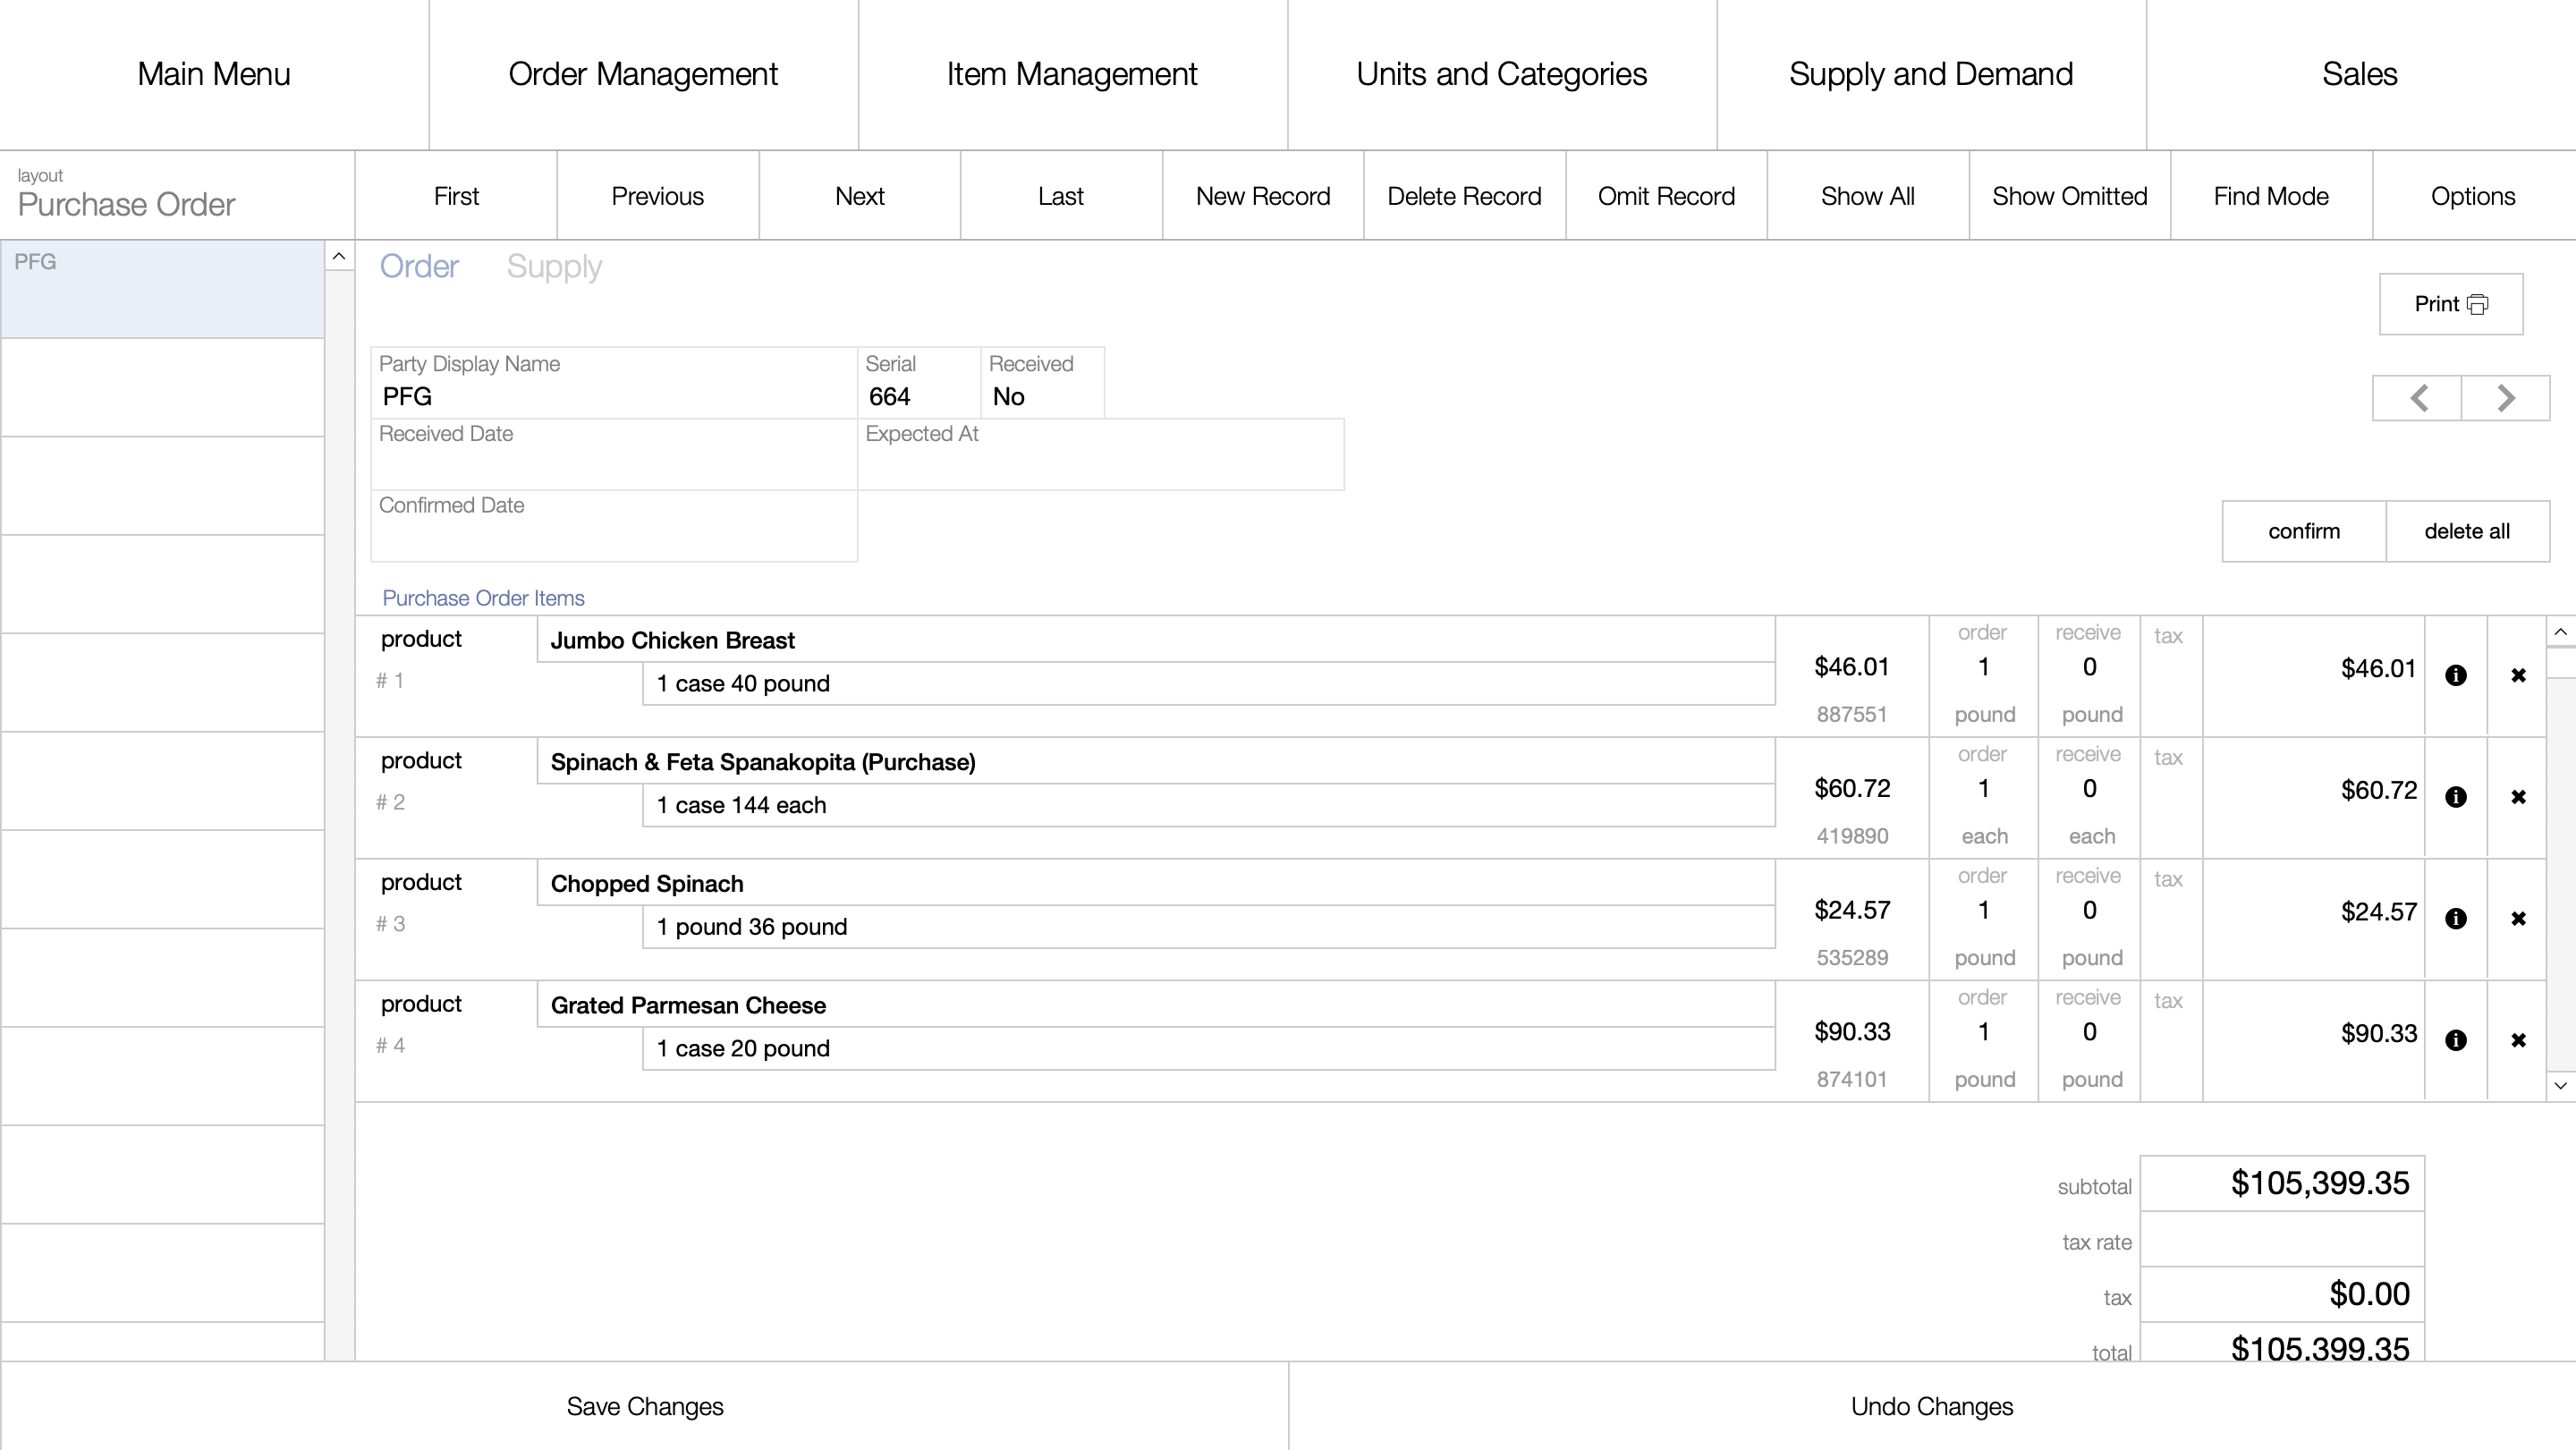 Main Menu
Order Management
Item Management
Units and Categories
Supply and Demand
Sales
layout
Purchase Order
First
Previous
Next
Last
New Record
Delete Record
Omit Record
Show All
Show Omitted
Find Mode
Options
PFG
Order
Supply
Print
Party Display Name
PFG
Serial
664
Received
No
Received Date
Expected At
Confirmed Date
confirm
delete all
Purchase Order Items
product
# 1
Jumbo Chicken Breast
1 case 40 pound
$46.01
887551
order
1
pound
receive
0
pound
tax
$46.01
product
# 2
Spinach & Feta Spanakopita (Purchase)
1 case 144 each
$60.72
419890
order
1
each
receive
0
each
tax
$60.72
product
# 3
Chopped Spinach
1 pound 36 pound
$24.57
535289
order
1
pound
receive
0
pound
tax
$24.57
product
# 4
Grated Parmesan Cheese
1 case 20 pound
$90.33
874101
order
1
pound
receive
0
pound
tax
$90.33
subtotal
$105,399.35
tax rate
tax
$0.00
total
$105,399.35
Save Changes
Undo Changes